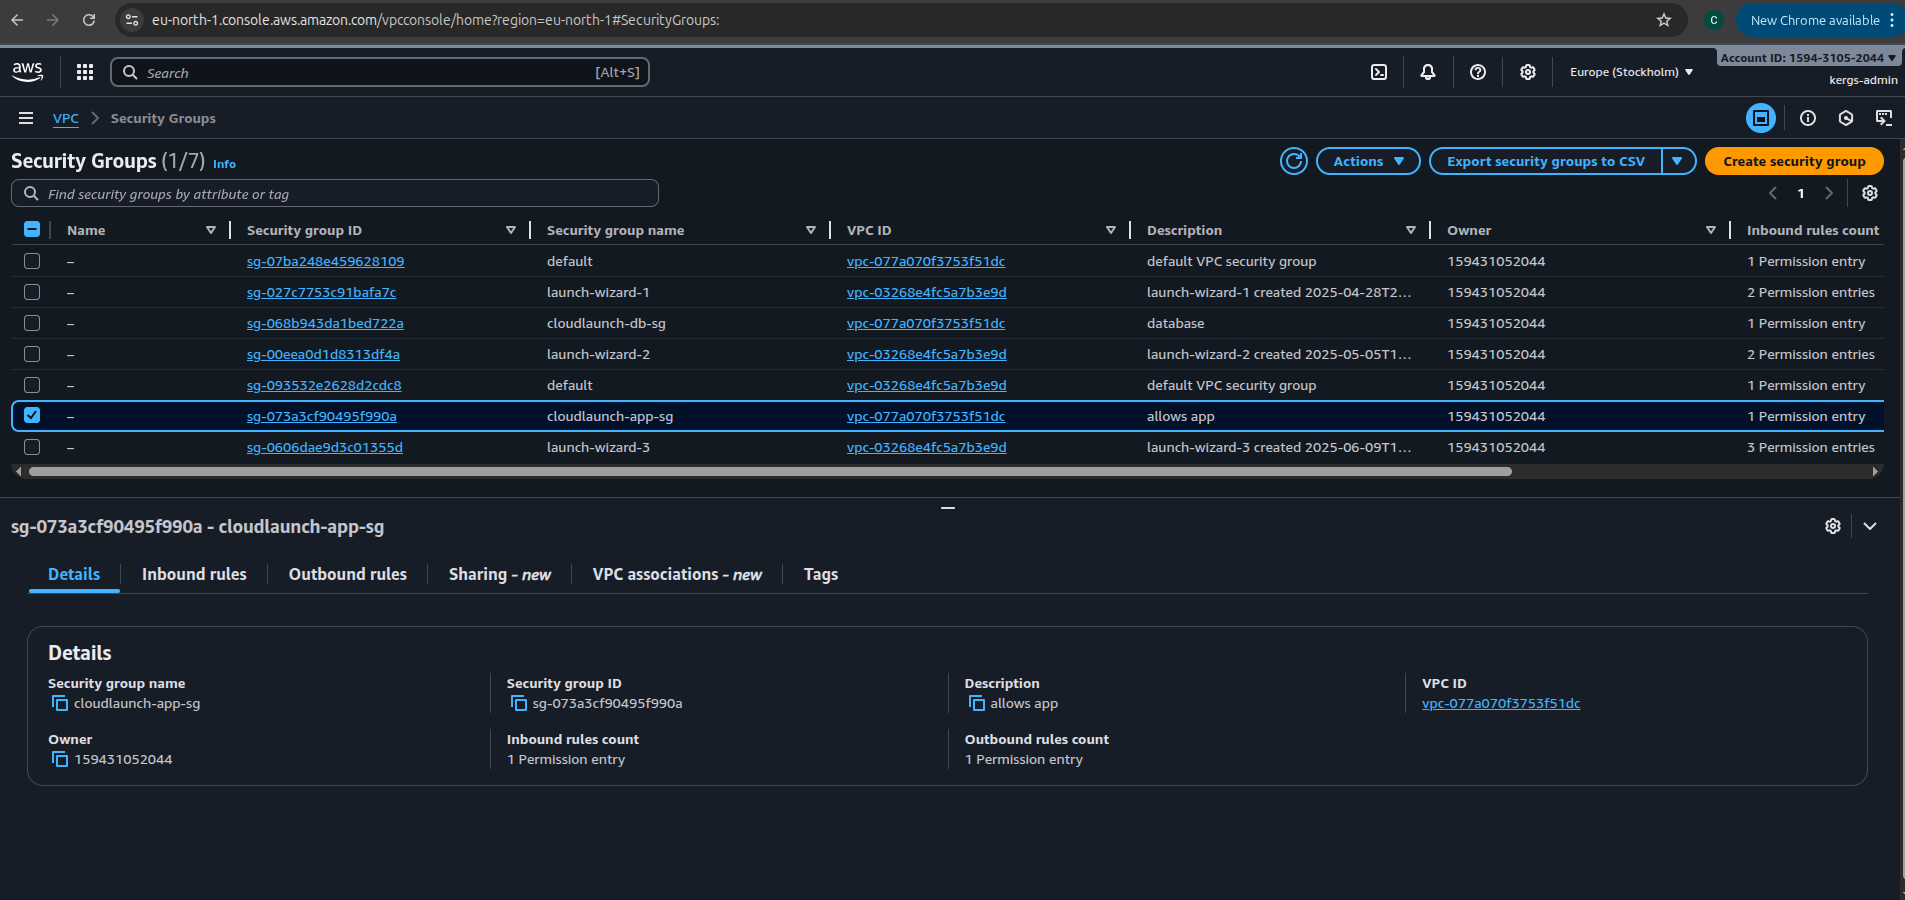 eu-north-1.console.aws.amazon.com/vpcconsole/home?region=eu-north-1#SecurityGroups:
C
New Chrome available
aws
Search
[Alt+S]
Europe (Stockholm)
Account ID: 1594-3105-2044
kergs-admin
VPC
Security Groups
Security Groups (1/7) Info
Actions
Export security groups to CSV
Create security group
Find security groups by attribute or tag
1
Name Security group ID Security group name VPC ID Description Owner Inbound rules count
– sg-07ba248e459628109 default vpc-077a070f3753f51dc default VPC security group 159431052044 1 Permission entry
– sg-027c7753c91bafa7c launch-wizard-1 vpc-03268e4fc5a7b3e9d launch-wizard-1 created 2025-04-28T2... 159431052044 2 Permission entries
– sg-068b943da1bed722a cloudlaunch-db-sg vpc-077a070f3753f51dc database 159431052044 1 Permission entry
– sg-00eea0d1d8313df4a launch-wizard-2 vpc-03268e4fc5a7b3e9d launch-wizard-2 created 2025-05-05T1... 159431052044 2 Permission entries
– sg-093532e2628d2cdc8 default vpc-03268e4fc5a7b3e9d default VPC security group 159431052044 1 Permission entry
– sg-073a3cf90495f990a cloudlaunch-app-sg vpc-077a070f3753f51dc allows app 159431052044 1 Permission entry
– sg-0606dae9d3c01355d launch-wizard-3 vpc-03268e4fc5a7b3e9d launch-wizard-3 created 2025-06-09T1... 159431052044 3 Permission entries
sg-073a3cf90495f990a - cloudlaunch-app-sg
Details Inbound rules Outbound rules Sharing - new VPC associations - new Tags
Details
Security group name Security group ID Description VPC ID
cloudlaunch-app-sg sg-073a3cf90495f990a allows app vpc-077a070f3753f51dc
Owner Inbound rules count Outbound rules count
159431052044 1 Permission entry 1 Permission entry